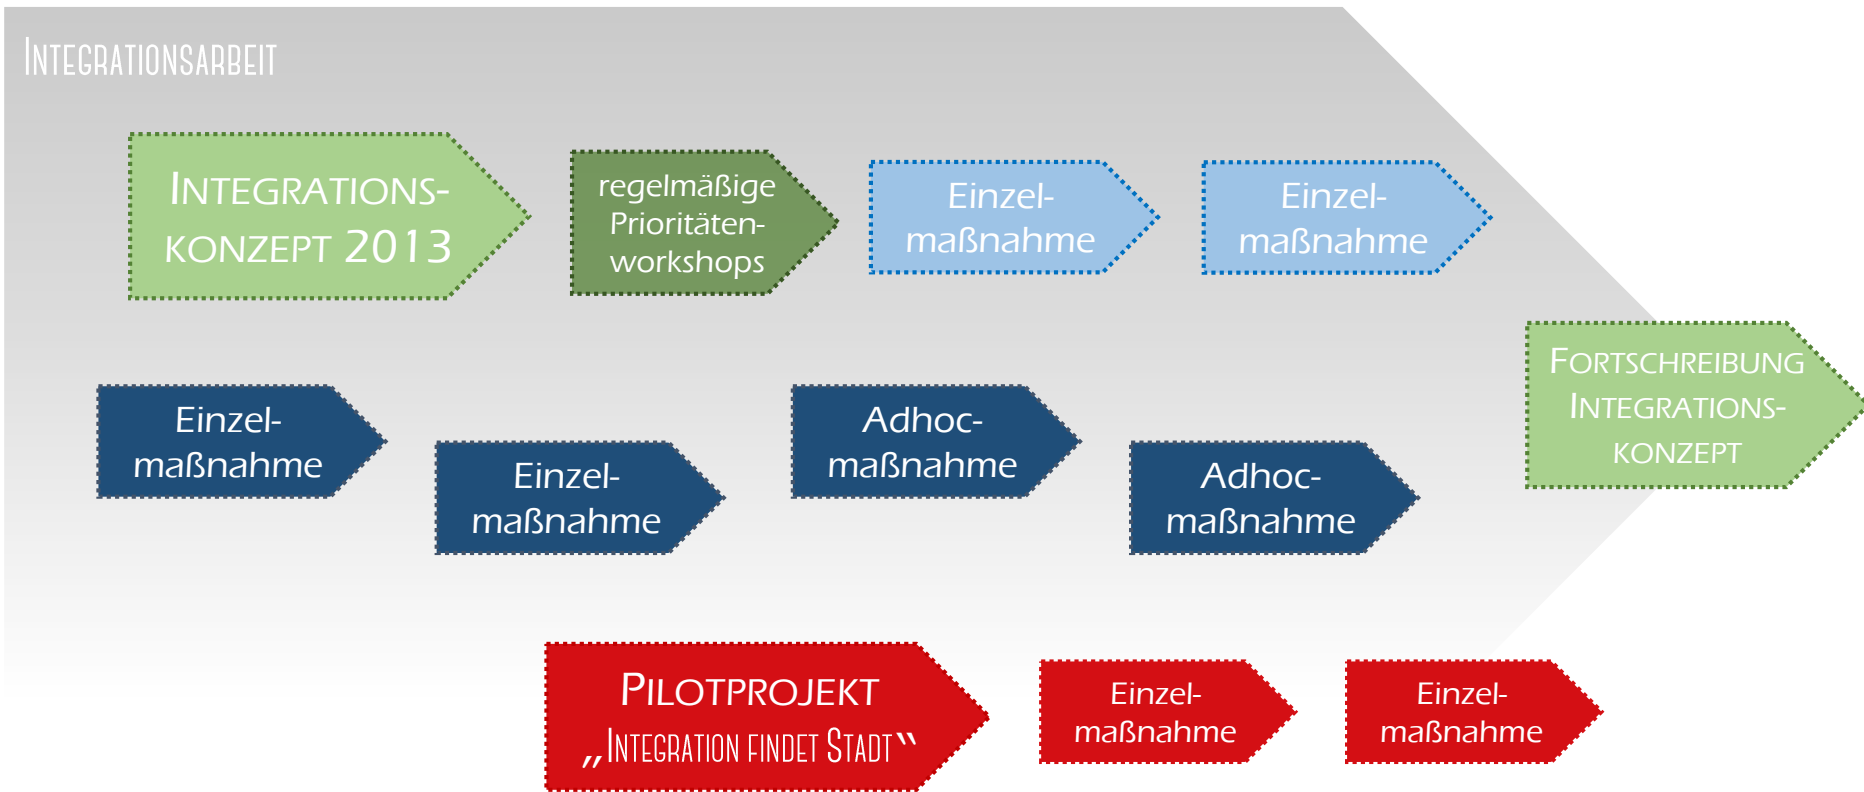 INTEGRATIONSARBEIT
INTEGRATIONS-
KONZEPT 2013
regelmäßige
Prioritäten-
workshops
Einzel-
maßnahme
Einzel-
maßnahme
FORTSCHREIBUNG
INTEGRATIONS-
KONZEPT
Einzel-
maßnahme
Einzel-
maßnahme
Adhoc-
maßnahme
Adhoc-
maßnahme
PILOTPROJEKT
„INTEGRATION FINDET STADT“
Einzel-
maßnahme
Einzel-
maßnahme